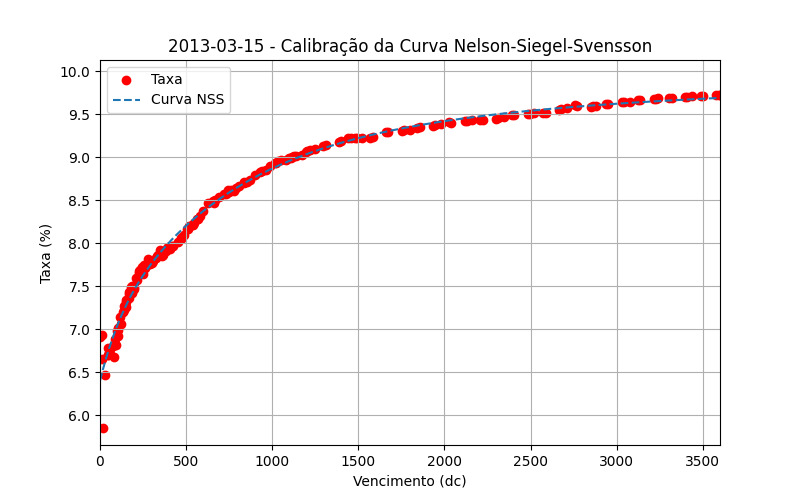 2013-03-15 - Calibração da Curva Nelson-Siegel-Svensson
Taxa
Curva NSS
Taxa (%)
10.0
9.5
9.0
8.5
8.0
7.5
7.0
6.5
6.0
0 500 1000 1500 2000 2500 3000 3500
Vencimento (dc)